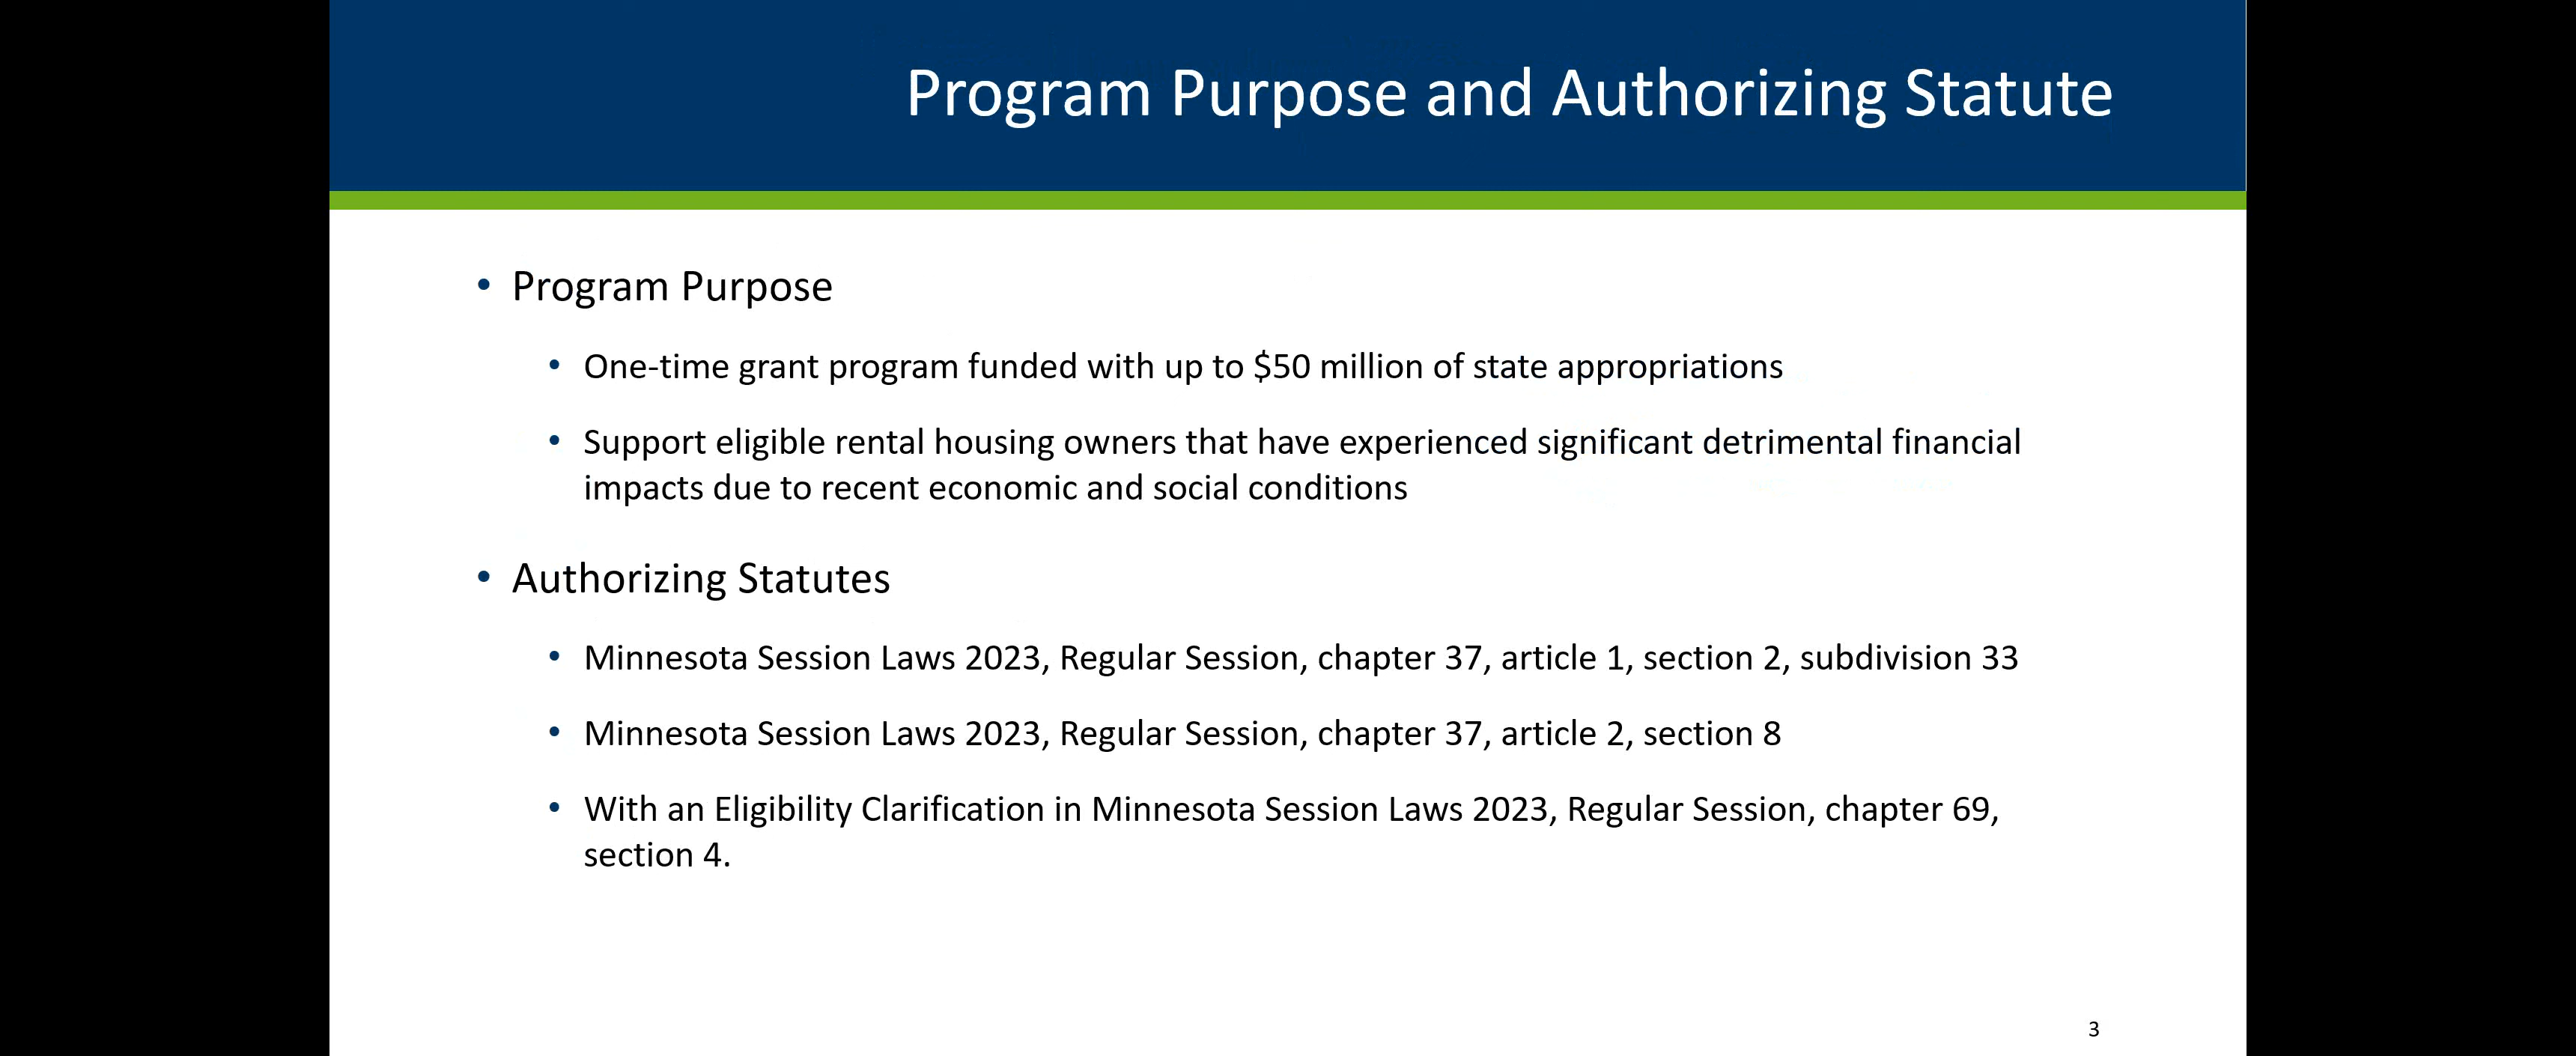 Program Purpose and Authorizing Statute
• Program Purpose
• One-time grant program funded with up to $50 million of state appropriations
• Support eligible rental housing owners that have experienced significant detrimental financial
impacts due to recent economic and social conditions
• Authorizing Statutes
• Minnesota Session Laws 2023, Regular Session, chapter 37, article 1, section 2, subdivision 33
• Minnesota Session Laws 2023, Regular Session, chapter 37, article 2, section 8
• With an Eligibility Clarification in Minnesota Session Laws 2023, Regular Session, chapter 69,
section 4.
3